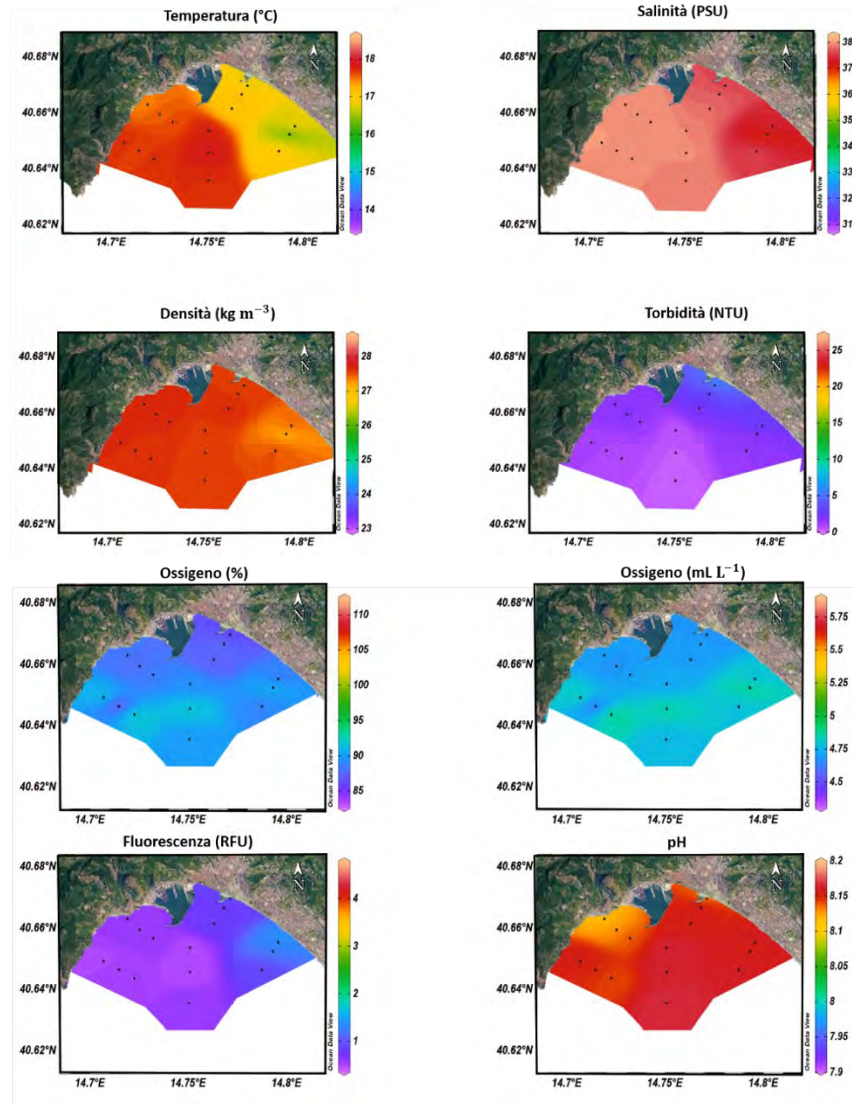 Temperatura (°C)
40.68°N
40.66°N
40.64°N
40.62°N
14.7°E 14.75°E 14.8°E
18
17
16
15
14
N
Ocean Data View
Salinità (PSU)
40.68°N
40.66°N
40.64°N
40.62°N
14.7°E 14.75°E 14.8°E
38
37
36
35
34
33
32
31
N
Ocean Data View
Densità (kg m⁻³)
40.68°N
40.66°N
40.64°N
40.62°N
14.7°E 14.75°E 14.8°E
28
27
26
25
24
23
N
Ocean Data View
Torbidità (NTU)
40.68°N
40.66°N
40.64°N
40.62°N
14.7°E 14.75°E 14.8°E
25
20
15
10
5
0
N
Ocean Data View
Ossigeno (%)
40.68°N
40.66°N
40.64°N
40.62°N
14.7°E 14.75°E 14.8°E
110
105
100
95
90
85
N
Ocean Data View
Ossigeno (mL L⁻¹)
40.68°N
40.66°N
40.64°N
40.62°N
14.7°E 14.75°E 14.8°E
5.75
5.5
5.25
5
4.75
4.5
N
Ocean Data View
Fluorescenza (RFU)
40.68°N
40.66°N
40.64°N
40.62°N
14.7°E 14.75°E 14.8°E
4
3
2
1
N
Ocean Data View
pH
40.68°N
40.66°N
40.64°N
40.62°N
14.7°E 14.75°E 14.8°E
8.2
8.15
8.1
8.05
8
7.95
7.9
N
Ocean Data View